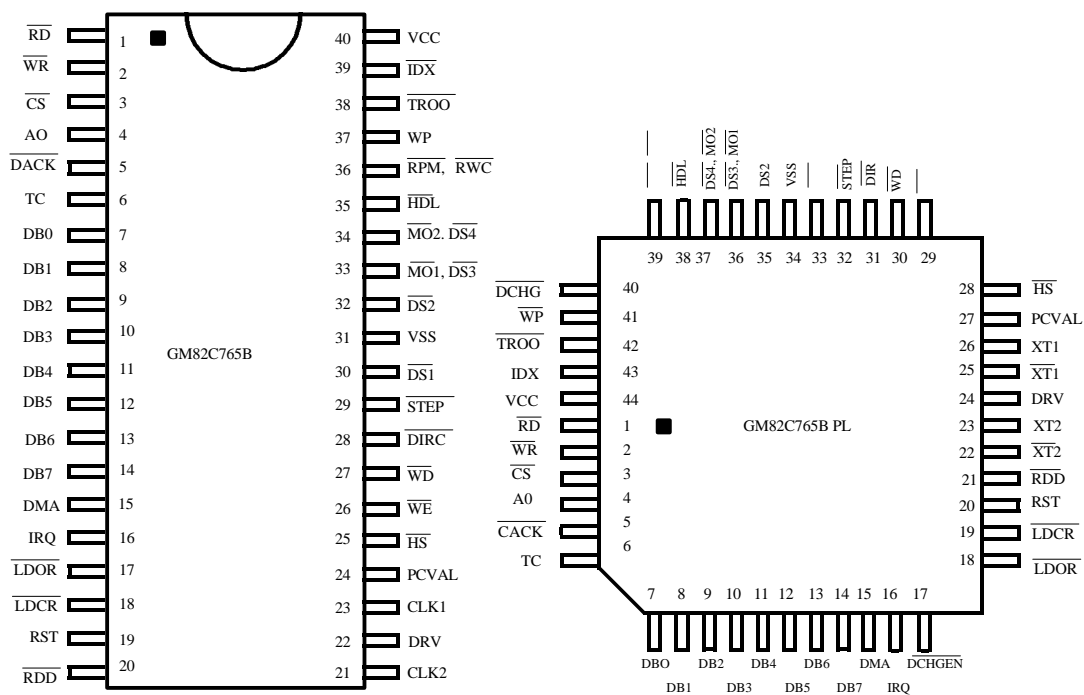 RD 1 40 VCC
WR 2 39 IDX
CS 3 38 TROO
AO 4 37 WP
DACK 5 36 RPM, RWC
TC 6 35 HDL
DB0 7 34 MO2. DS4
DB1 8 33 MO1, DS3
DB2 9 32 DS2
DB3 10 31 VSS
GM82C765B
DB4 11 30 DS1
DB5 12 29 STEP
DB6 13 28 DIRC
DB7 14 27 WD
DMA 15 26 WE
IRQ 16 25 HS
LDOR 17 24 PCVAL
LDCR 18 23 CLK1
RST 19 22 DRV
RDD 20 21 CLK2
HDL DS4., MO2 DS3., MO1 DS2 VSS STEP DIR WD
39 38 37 36 35 34 33 32 31 30 29
DCHG 40 28 HS
WP 41 27 PCVAL
TROO 42 26 XT1
IDX 43 25 XT1
VCC 44 24 DRV
RD 1 GM82C765B PL 23 XT2
WR 2 22 XT2
CS 3 21 RDD
A0 4 20 RST
CACK 5 19 LDCR
TC 6 18 LDOR
7 8 9 10 11 12 13 14 15 16 17
DBO DB2 DB4 DB6 DMA DCHGEN
DB1 DB3 DB5 DB7 IRQ